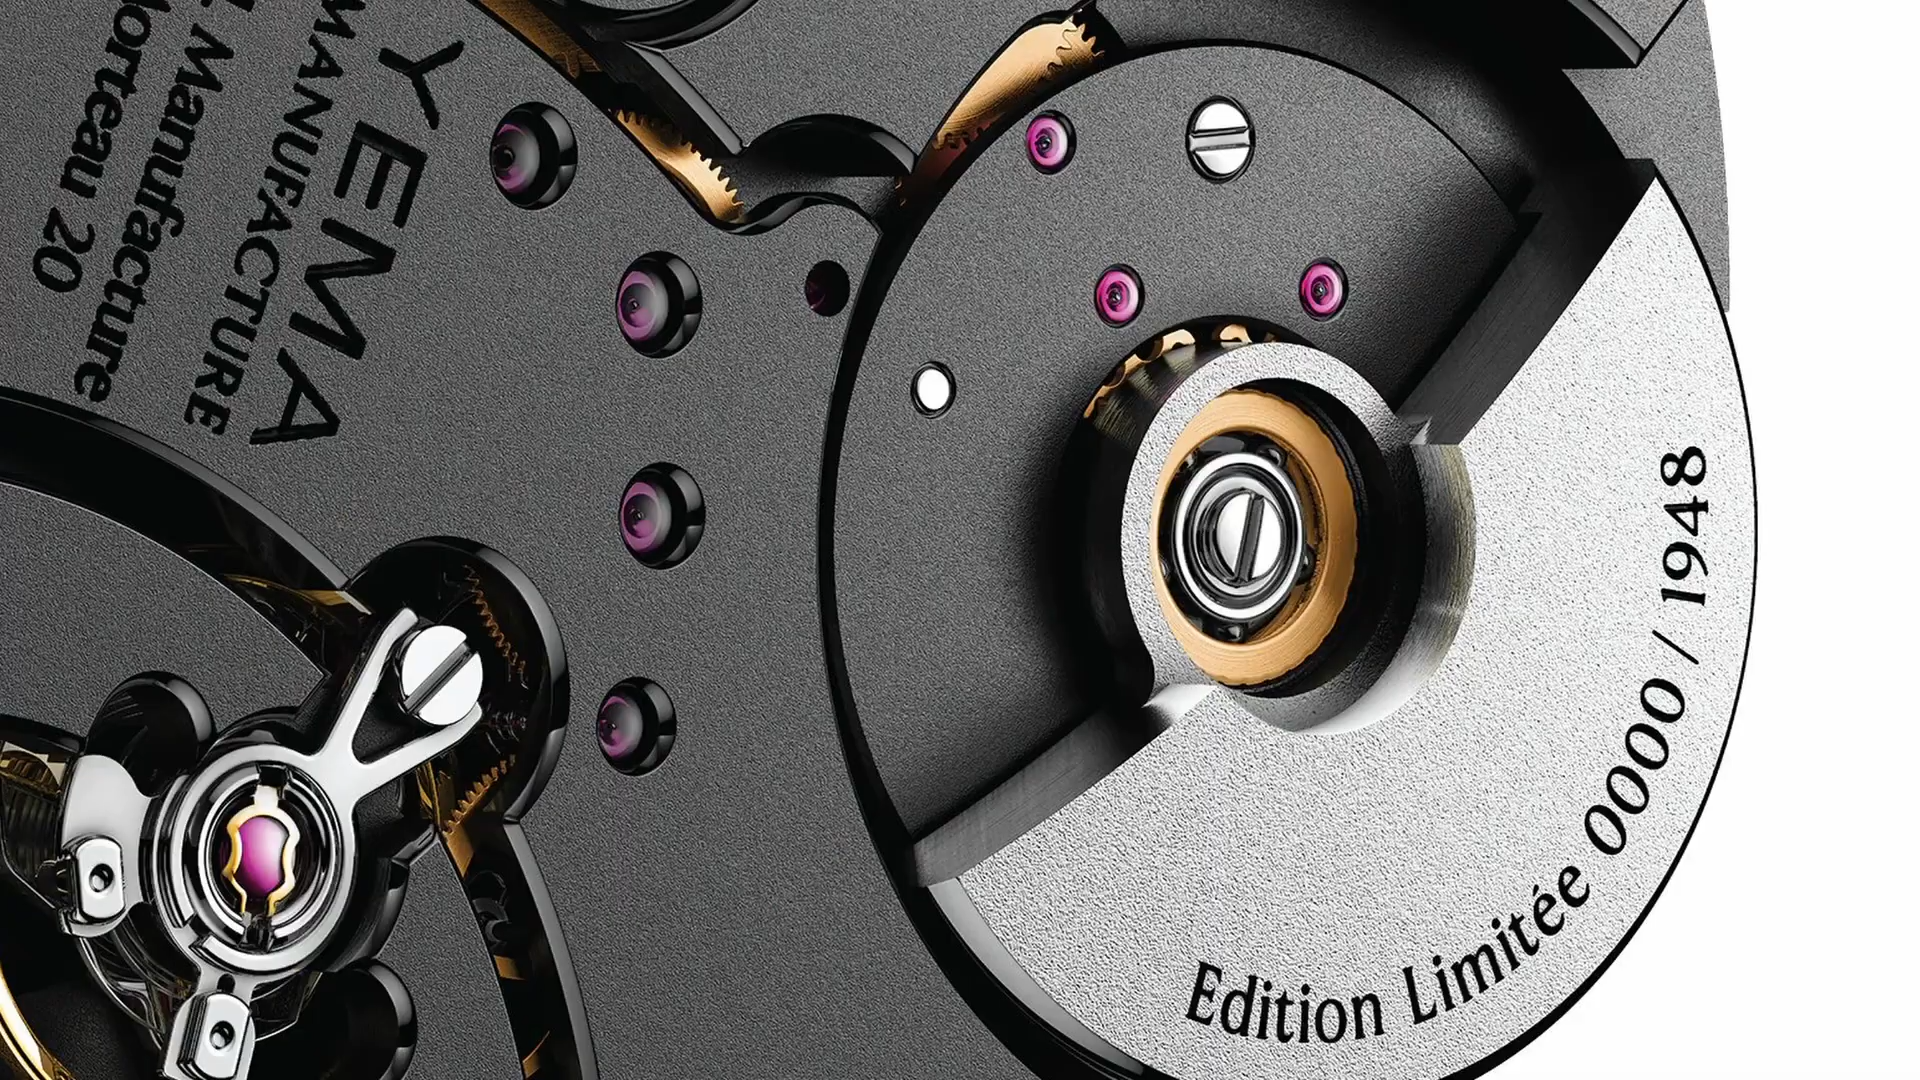 YEMA
MANUFACTURE
Manufacture
Morteau 20
Edition Limitée 0000 / 1948